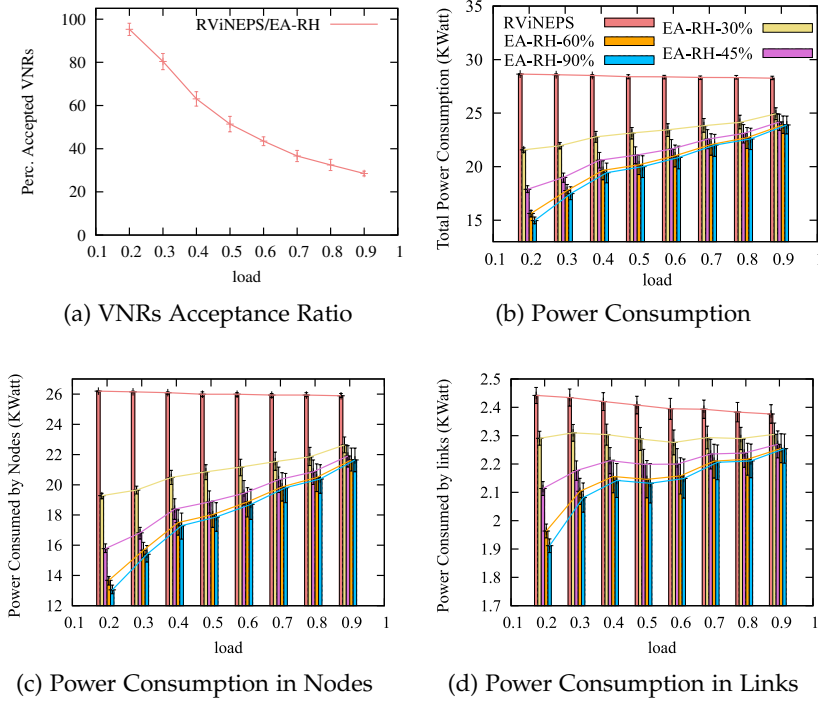 RViNEPS/EA-RH
Perc. Accepted VNRs
100
80
60
40
20
0
0.1 0.2 0.3 0.4 0.5 0.6 0.7 0.8 0.9 1
load
(a) VNRs Acceptance Ratio
RViNEPS
EA-RH-60%
EA-RH-90%
EA-RH-30%
EA-RH-45%
Total Power Consumption (KWatt)
30
25
20
15
0.1 0.2 0.3 0.4 0.5 0.6 0.7 0.8 0.9 1
load
(b) Power Consumption
Power Consumed by Nodes (KWatt)
26
24
22
20
18
16
14
12
0.1 0.2 0.3 0.4 0.5 0.6 0.7 0.8 0.9 1
load
(c) Power Consumption in Nodes
Power Consumed by links (KWatt)
2.5
2.4
2.3
2.2
2.1
2
1.9
1.8
1.7
0.1 0.2 0.3 0.4 0.5 0.6 0.7 0.8 0.9 1
load
(d) Power Consumption in Links